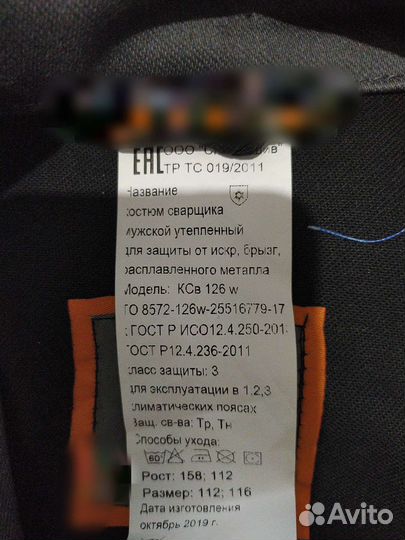 EAC ООО
ТР ТС 019/2011
Название
костюм сварщика
мужской утепленный
для защиты от искр, брызг,
расплавленного металла
Модель: КСв 126 w
ТО 8572-126w-25516779-17
ГОСТ Р ИСО12.4.250-201
ГОСТ Р12.4.236-2011
класс защиты: 3
для эксплуатации в 1,2,3
климатических поясах
Защ. св-ва: Тр, Тн
Способы ухода:
60°
Рост: 158; 112
Размер: 112; 116
Дата изготовления
октябрь 2019 г.
Avito